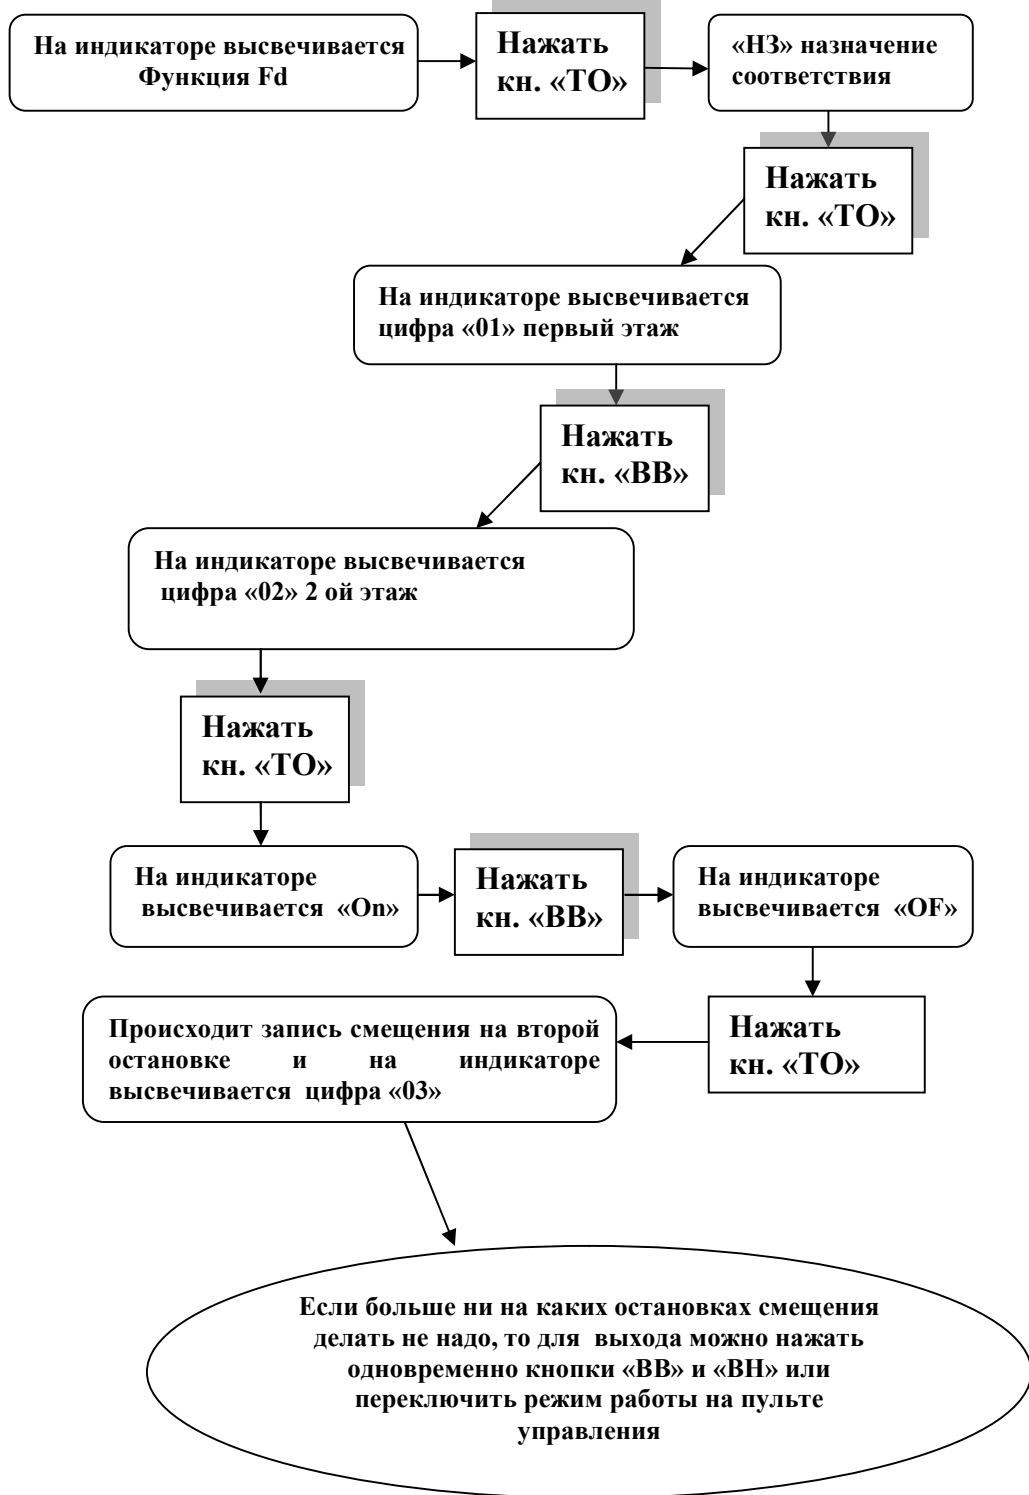 На индикаторе высвечивается
Функция Fd
Нажать
кн. «ТО»
«НЗ» назначение
соответствия
Нажать
кн. «ТО»
На индикаторе высвечивается
цифра «01» первый этаж
Нажать
кн. «ВВ»
На индикаторе высвечивается
цифра «02» 2 ой этаж
Нажать
кн. «ТО»
На индикаторе
высвечивается «On»
Нажать
кн. «ВВ»
На индикаторе
высвечивается «OF»
Нажать
кн. «ТО»
Происходит запись смещения на второй
остановке и на индикаторе
высвечивается цифра «03»
Если больше ни на каких остановках смещения
делать не надо, то для выхода можно нажать
одновременно кнопки «ВВ» и «ВН» или
переключить режим работы на пульте
управления